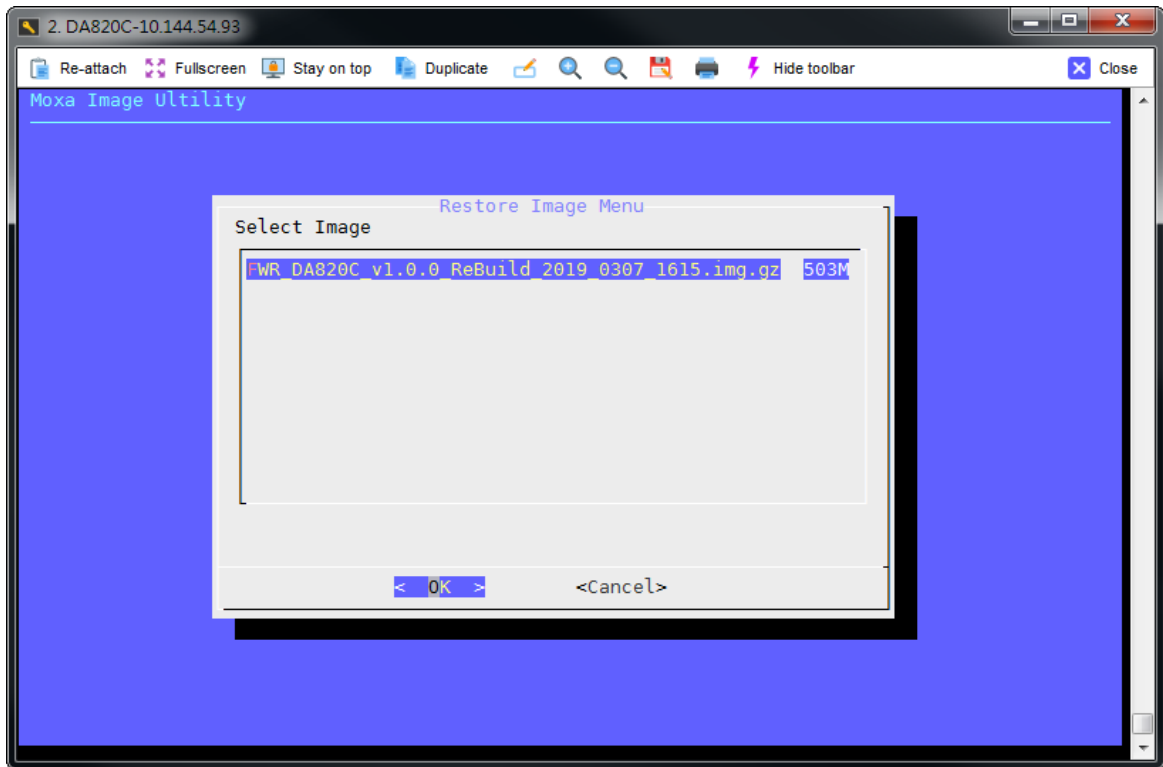 2. DA820C-10.144.54.93
Re-attach Fullscreen Stay on top Duplicate Hide toolbar Close
Moxa Image Ultility
Restore Image Menu
Select Image
FWR_DA820C_v1.0.0_ReBuild_2019_0307_1615.img.gz 503M
< OK > <Cancel>